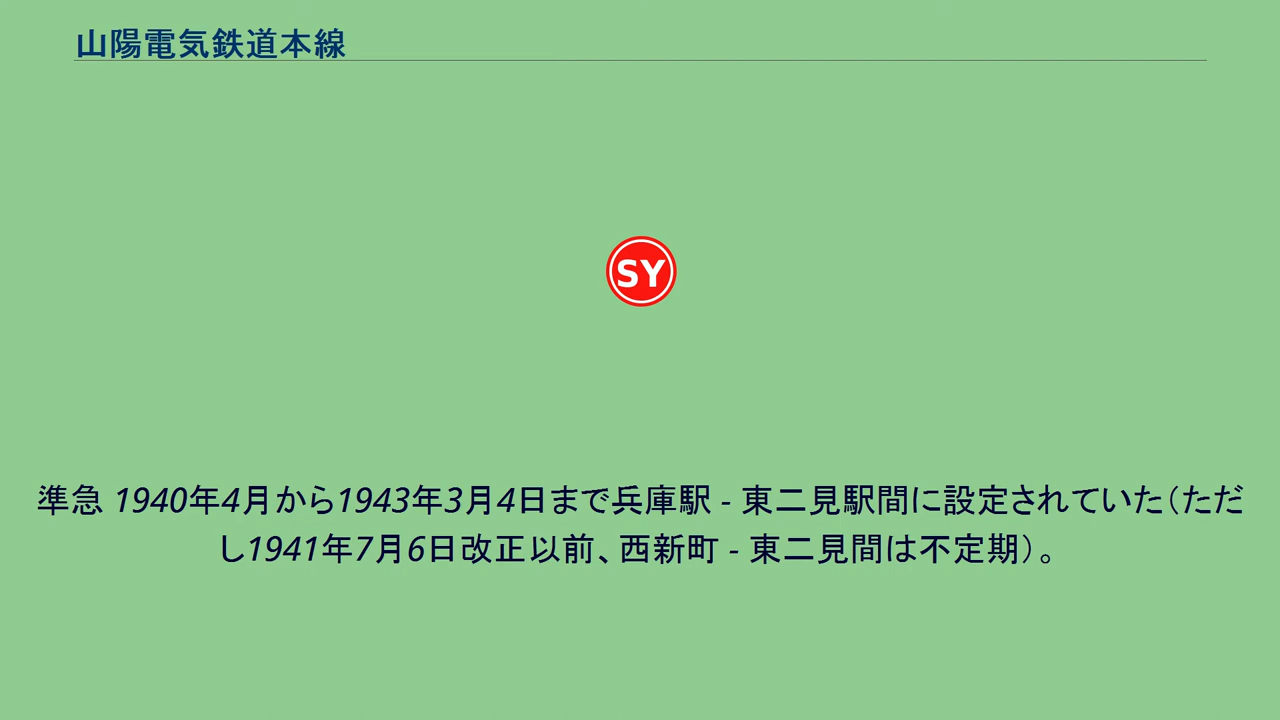 山陽電気鉄道本線
SY
準急 1940年4月から1943年3月4日まで兵庫駅 - 東二見駅間に設定されていた（ただ
し1941年7月6日改正以前、西新町 - 東二見間は不定期）。